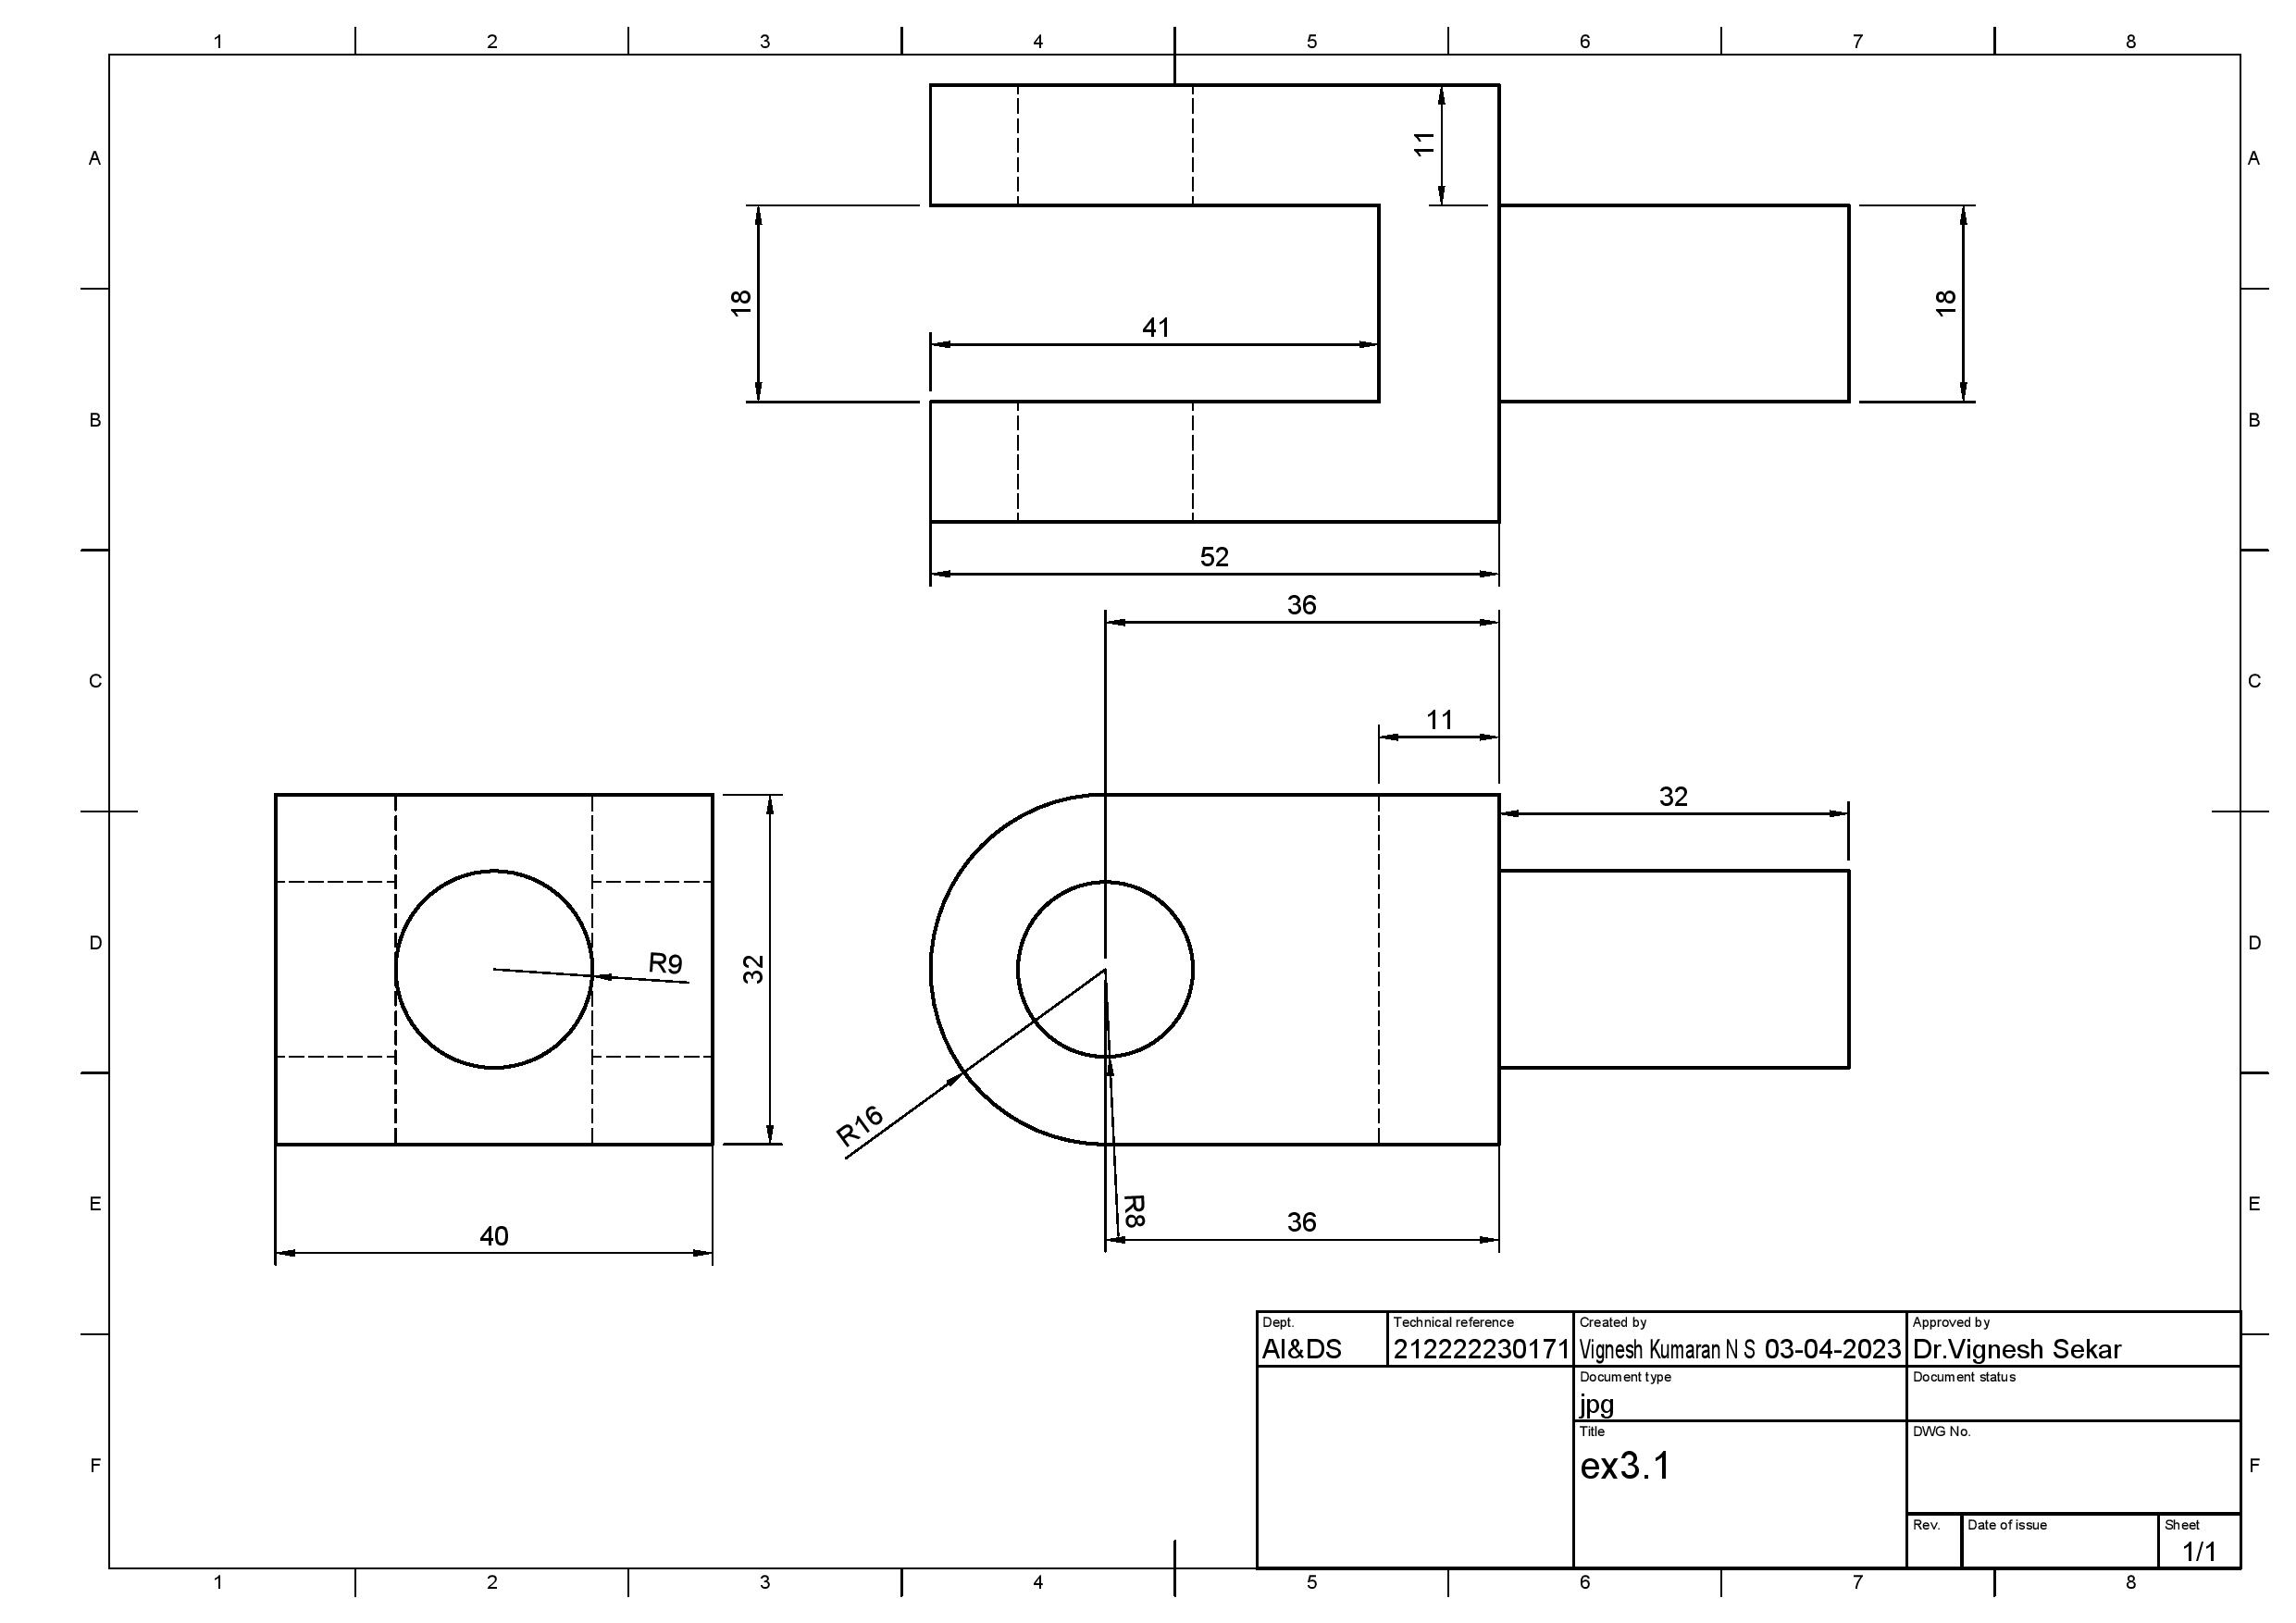 1 2 3 4 5 6 7 8
A A
11
18 18
41
B B
52
36
C C
11
32
D D
R9
32
R16
E E
R8
36
40
Dept. Technical reference Created by Approved by
AI&DS 212222230171 Vignesh Kumaran N S 03-04-2023 Dr.Vignesh Sekar
Document type Document status
jpg
Title DWG No.
ex3.1
F F
Rev. Date of issue Sheet
1/1
1 2 3 4 5 6 7 8